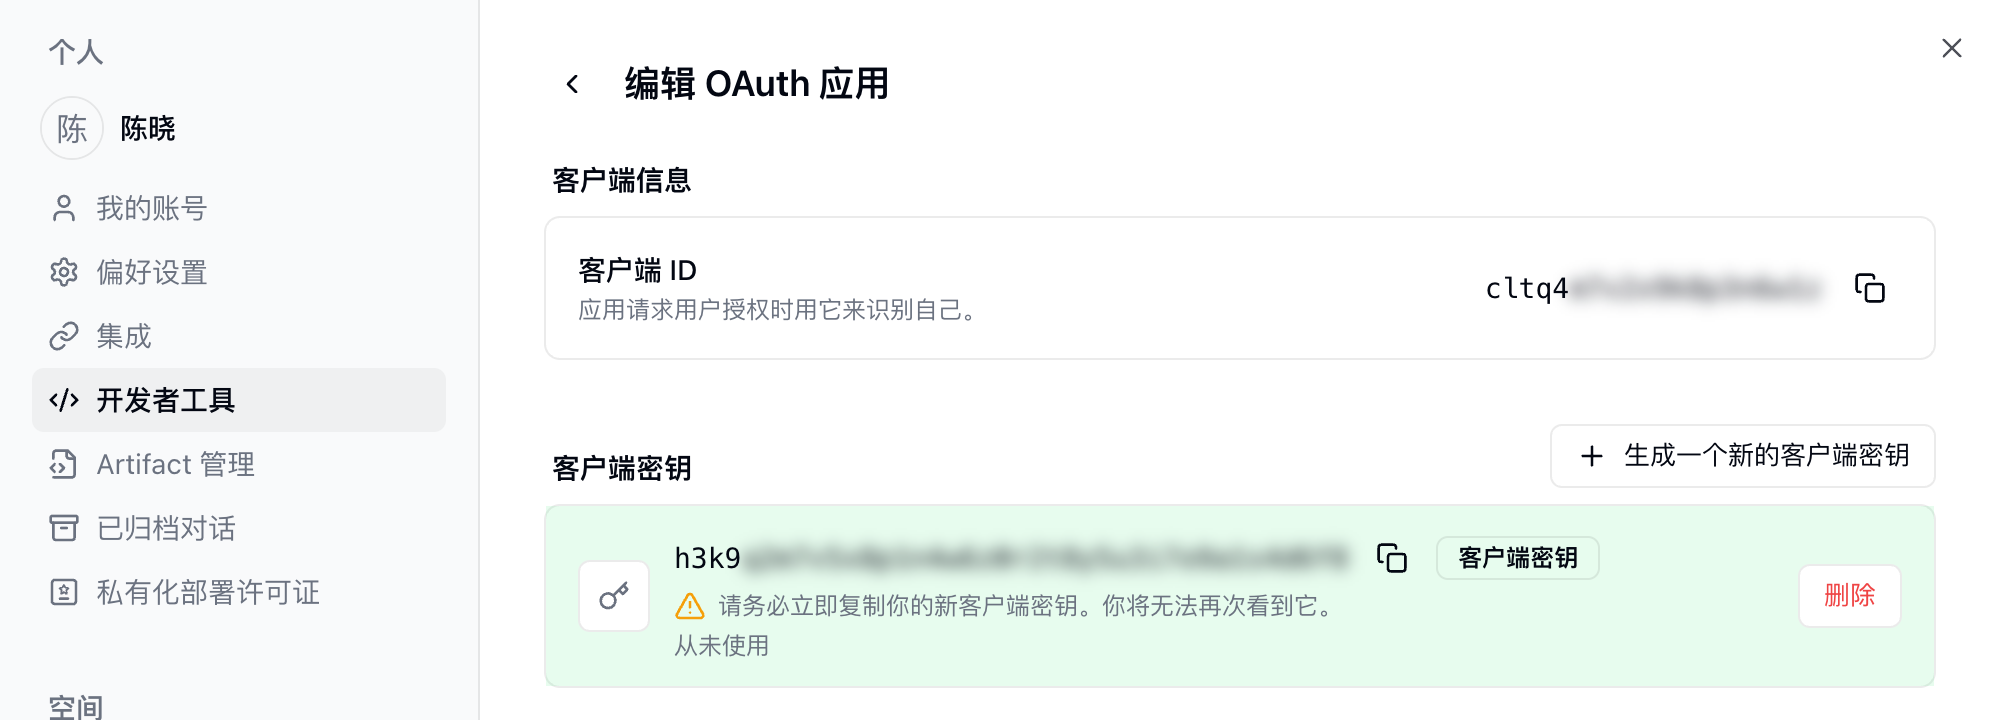 个人
陈 陈晓
我的账号
偏好设置
集成
开发者工具
Artifact 管理
已归档对话
私有化部署许可证
空间
编辑 OAuth 应用
客户端信息
客户端 ID
应用请求用户授权时用它来识别自己。
cltq4
客户端密钥
生成一个新的客户端密钥
h3k9
客户端密钥
请务必立即复制你的新客户端密钥。你将无法再次看到它。
从未使用
删除